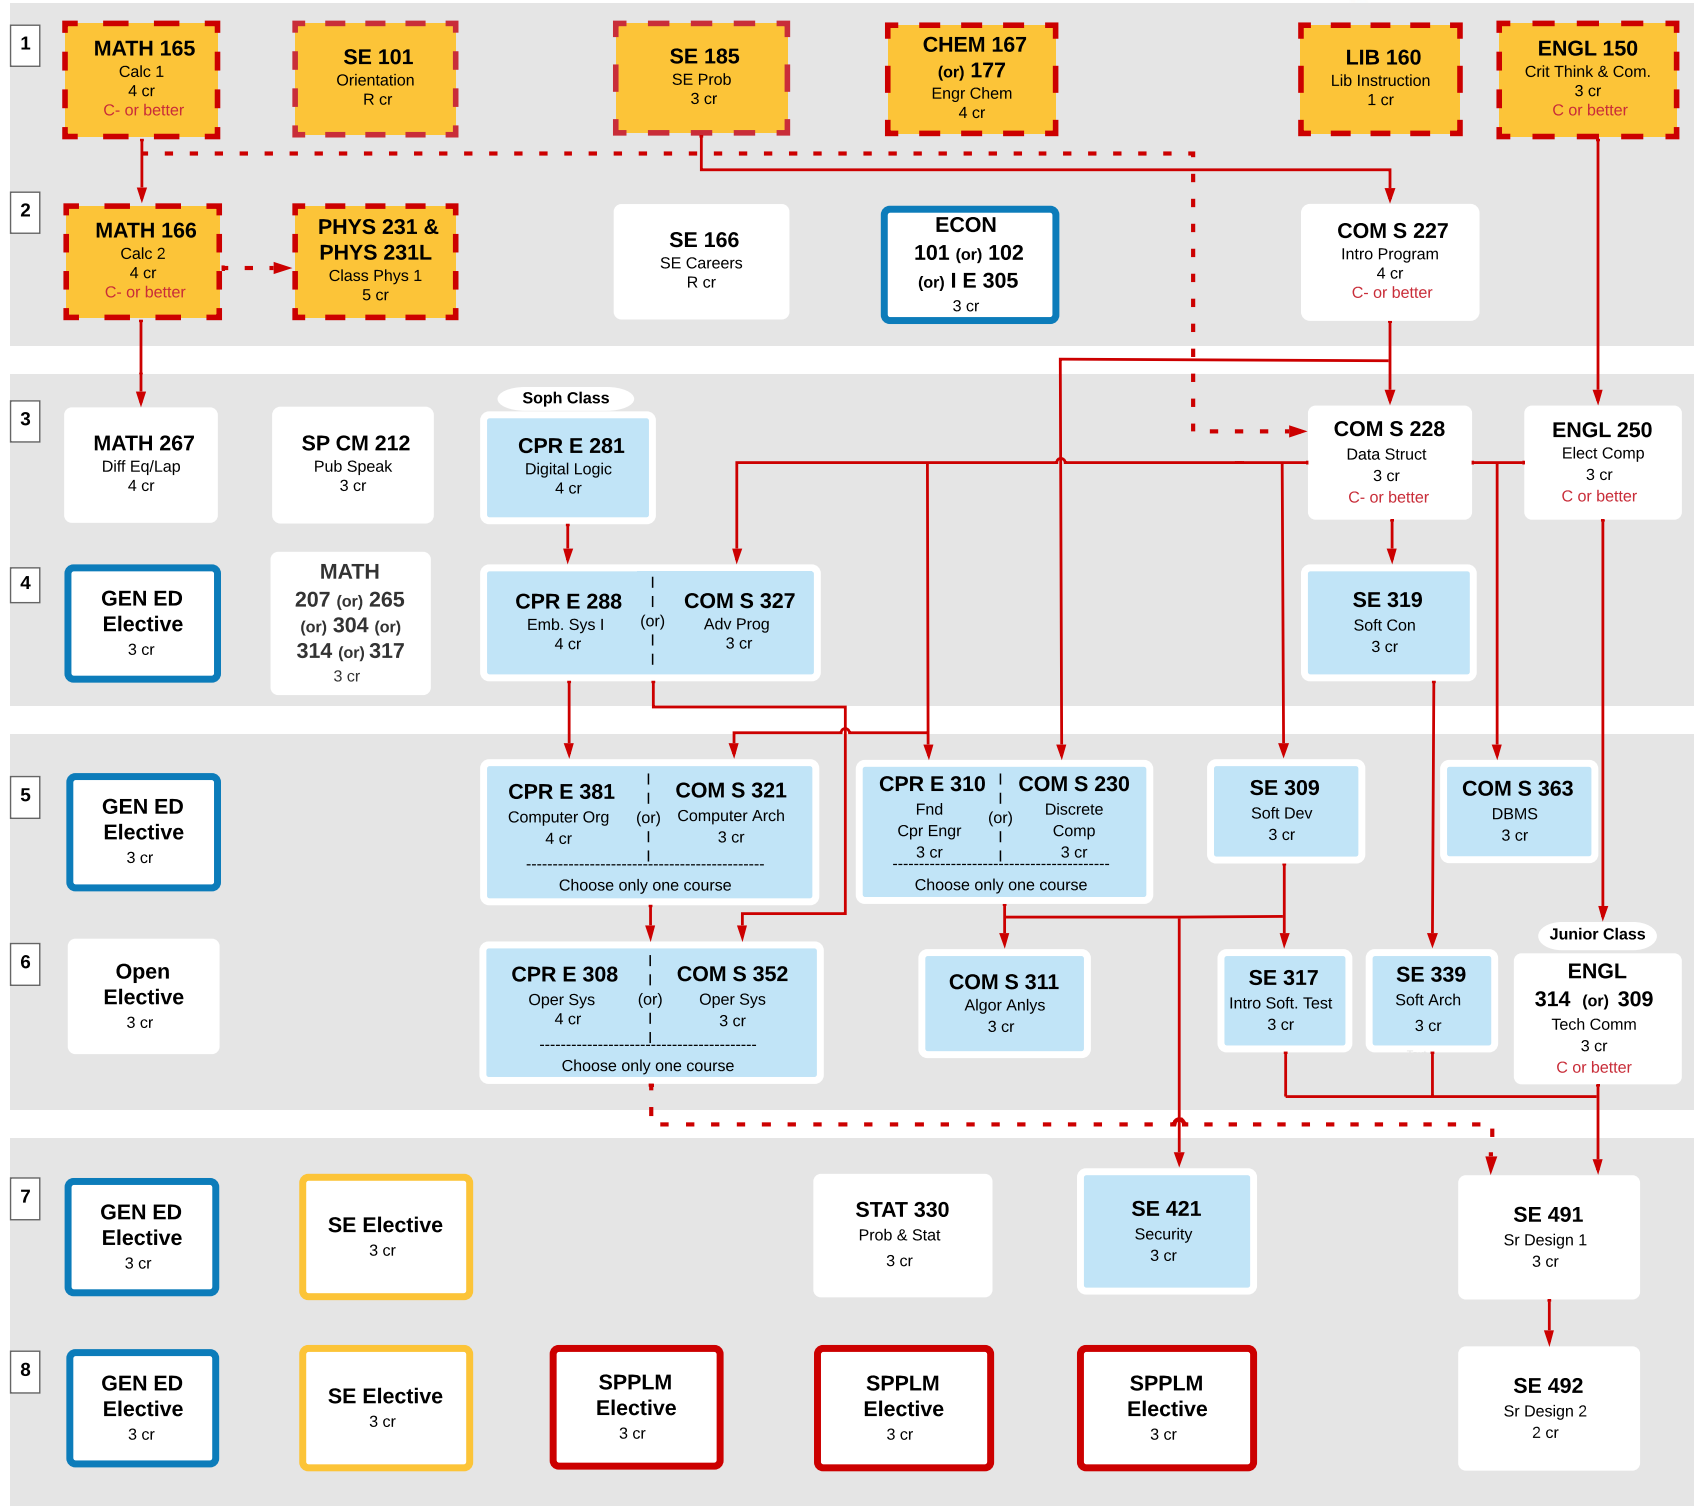 1
MATH 165
Calc 1
4 cr
C- or better
SE 101
Orientation
R cr
SE 185
SE Prob
3 cr
CHEM 167
(or) 177
Engr Chem
4 cr
LIB 160
Lib Instruction
1 cr
ENGL 150
Crit Think & Com.
3 cr
C or better
2
MATH 166
Calc 2
4 cr
C- or better
PHYS 231 &
PHYS 231L
Class Phys 1
5 cr
SE 166
SE Careers
R cr
ECON
101 (or) 102
(or) I E 305
3 cr
COM S 227
Intro Program
4 cr
C- or better
3
MATH 267
Diff Eq/Lap
4 cr
SP CM 212
Pub Speak
3 cr
Soph Class
CPR E 281
Digital Logic
4 cr
COM S 228
Data Struct
3 cr
C- or better
ENGL 250
Elect Comp
3 cr
C or better
4
GEN ED
Elective
3 cr
MATH
207 (or) 265
(or) 304 (or)
314 (or) 317
3 cr
CPR E 288
Emb. Sys I
4 cr
(or)
COM S 327
Adv Prog
3 cr
SE 319
Soft Con
3 cr
5
GEN ED
Elective
3 cr
CPR E 381
Computer Org
4 cr
(or)
COM S 321
Computer Arch
3 cr
Choose only one course
CPR E 310
Fnd
Cpr Engr
3 cr
(or)
COM S 230
Discrete
Comp
3 cr
Choose only one course
SE 309
Soft Dev
3 cr
COM S 363
DBMS
3 cr
6
Open
Elective
3 cr
CPR E 308
Oper Sys
4 cr
(or)
COM S 352
Oper Sys
3 cr
Choose only one course
COM S 311
Algor Anlys
3 cr
SE 317
Intro Soft. Test
3 cr
SE 339
Soft Arch
3 cr
Junior Class
ENGL
314 (or) 309
Tech Comm
3 cr
C or better
7
GEN ED
Elective
3 cr
SE Elective
3 cr
STAT 330
Prob & Stat
3 cr
SE 421
Security
3 cr
SE 491
Sr Design 1
3 cr
8
GEN ED
Elective
3 cr
SE Elective
3 cr
SPPLM
Elective
3 cr
SPPLM
Elective
3 cr
SPPLM
Elective
3 cr
SE 492
Sr Design 2
2 cr